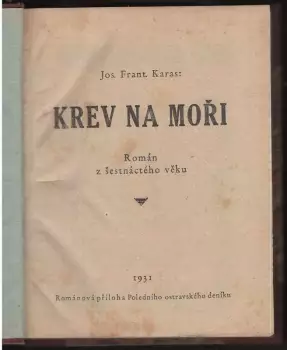 Jos. Frant. Karas:
KREV NA MOŘI
Román
z šestnáctého věku
1931
Románová příloha Poledního ostravského deníku